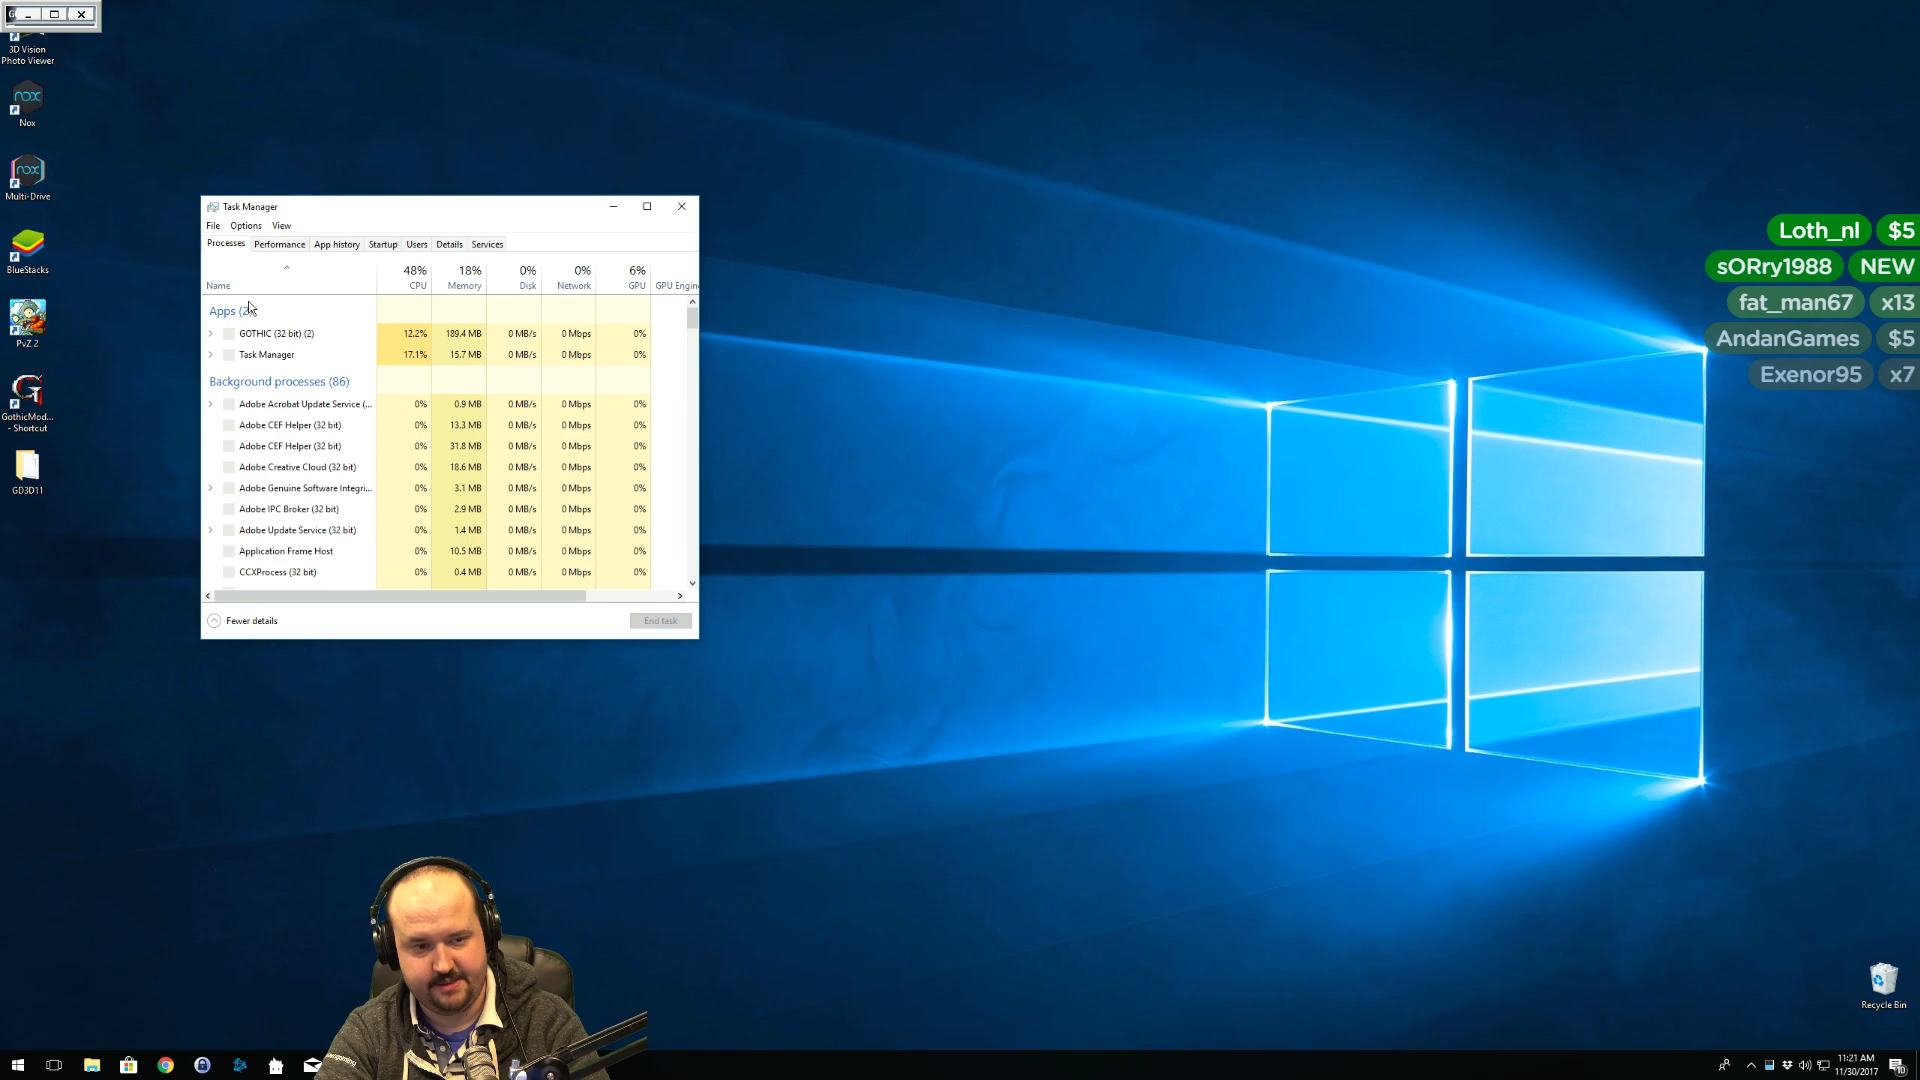 3D Vision
Photo Viewer
Nox
Multi-Drive
BlueStacks
PvZ 2
GothicMod...
- Shortcut
GD3D11
Task Manager
File Options View
Processes Performance App history Startup Users Details Services
48% 18% 0% 0% 6%
Name CPU Memory Disk Network GPU GPU Engin
Apps (2)
GOTHIC (32 bit) (2) 12.2% 189.4 MB 0 MB/s 0 Mbps 0%
Task Manager 17.1% 15.7 MB 0 MB/s 0 Mbps 0%
Background processes (86)
Adobe Acrobat Update Service (... 0% 0.9 MB 0 MB/s 0 Mbps 0%
Adobe CEF Helper (32 bit) 0% 13.3 MB 0 MB/s 0 Mbps 0%
Adobe CEF Helper (32 bit) 0% 31.8 MB 0 MB/s 0 Mbps 0%
Adobe Creative Cloud (32 bit) 0% 18.6 MB 0 MB/s 0 Mbps 0%
Adobe Genuine Software Integri... 0% 3.1 MB 0 MB/s 0 Mbps 0%
Adobe IPC Broker (32 bit) 0% 2.9 MB 0 MB/s 0 Mbps 0%
Adobe Update Service (32 bit) 0% 1.4 MB 0 MB/s 0 Mbps 0%
Application Frame Host 0% 10.5 MB 0 MB/s 0 Mbps 0%
CCXProcess (32 bit) 0% 0.4 MB 0 MB/s 0 Mbps 0%
Fewer details End task
Loth_nl $5
sORry1988 NEW
fat_man67 x13
AndanGames $5
Exenor95 x7
Recycle Bin
11:21 AM
11/30/2017